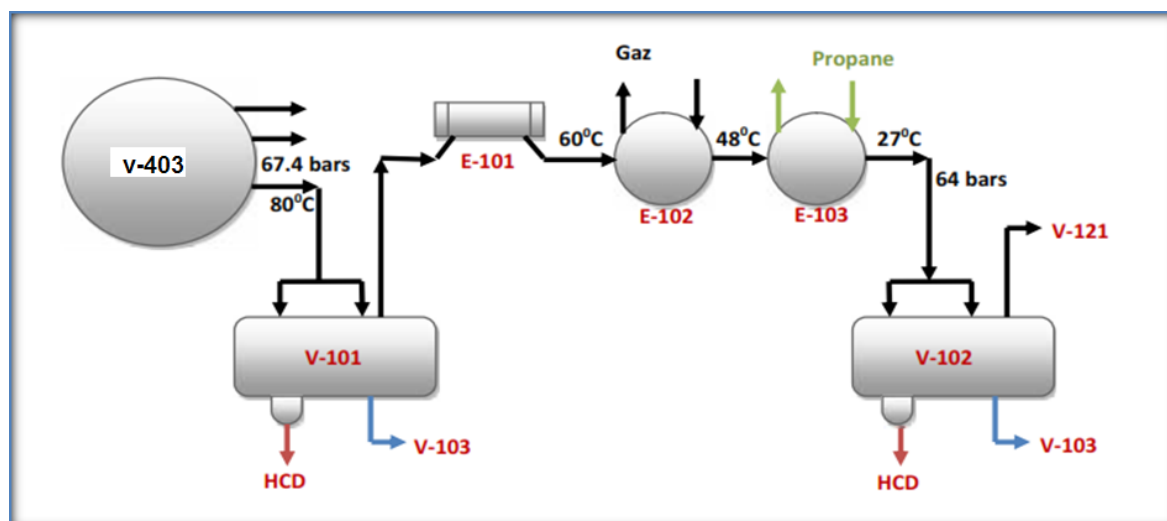 Gaz
Propane
V-403
67.4 bars
80⁰C
E-101
60⁰C
E-102
48⁰C
E-103
27⁰C
64 bars
V-121
V-101
V-103
HCD
V-102
V-103
HCD